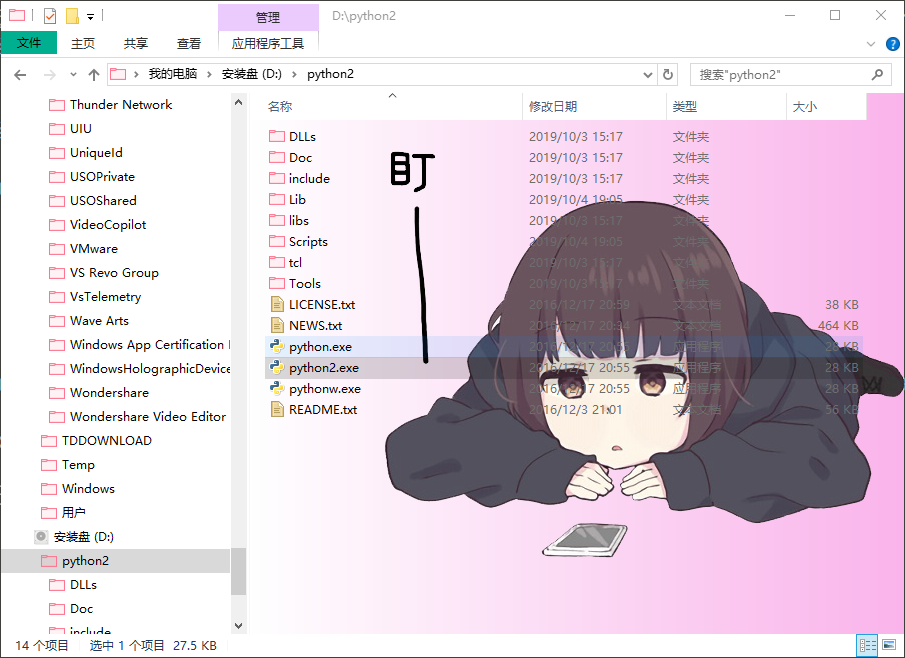 管理
D:\python2
文件
主页
共享
查看
应用程序工具
我的电脑 > 安装盘 (D:) > python2
搜索"python2"
Thunder Network
UIU
UniqueId
USOPrivate
USOShared
VideoCopilot
VMware
VS Revo Group
VsTelemetry
Wave Arts
Windows App Certification
WindowsHolographicDevice
Wondershare
Wondershare Video Editor
TDDOWNLOAD
Temp
Windows
用户
安装盘 (D:)
python2
DLLs
Doc
include
名称 修改日期 类型 大小
DLLs 2019/10/3 15:17 文件夹
Doc 2019/10/3 15:17 文件夹
include 2019/10/3 15:17 文件夹
Lib 2019/10/4 19:05 文件夹
libs 2019/10/3 15:17 文件夹
Scripts 2019/10/4 19:05 文件夹
tcl 2019/10/3 15:17 文件夹
Tools 2019/10/3 15:17 文件夹
LICENSE.txt 2016/12/17 20:59 文本文档 38 KB
NEWS.txt 2016/12/17 20:34 文本文档 464 KB
python.exe 2016/12/17 20:55 应用程序 28 KB
python2.exe 2016/12/17 20:55 应用程序 28 KB
pythonw.exe 2016/12/17 20:55 应用程序 28 KB
README.txt 2016/12/3 21:01 文本文档 56 KB
盯
14 个项目 选中 1 个项目 27.5 KB